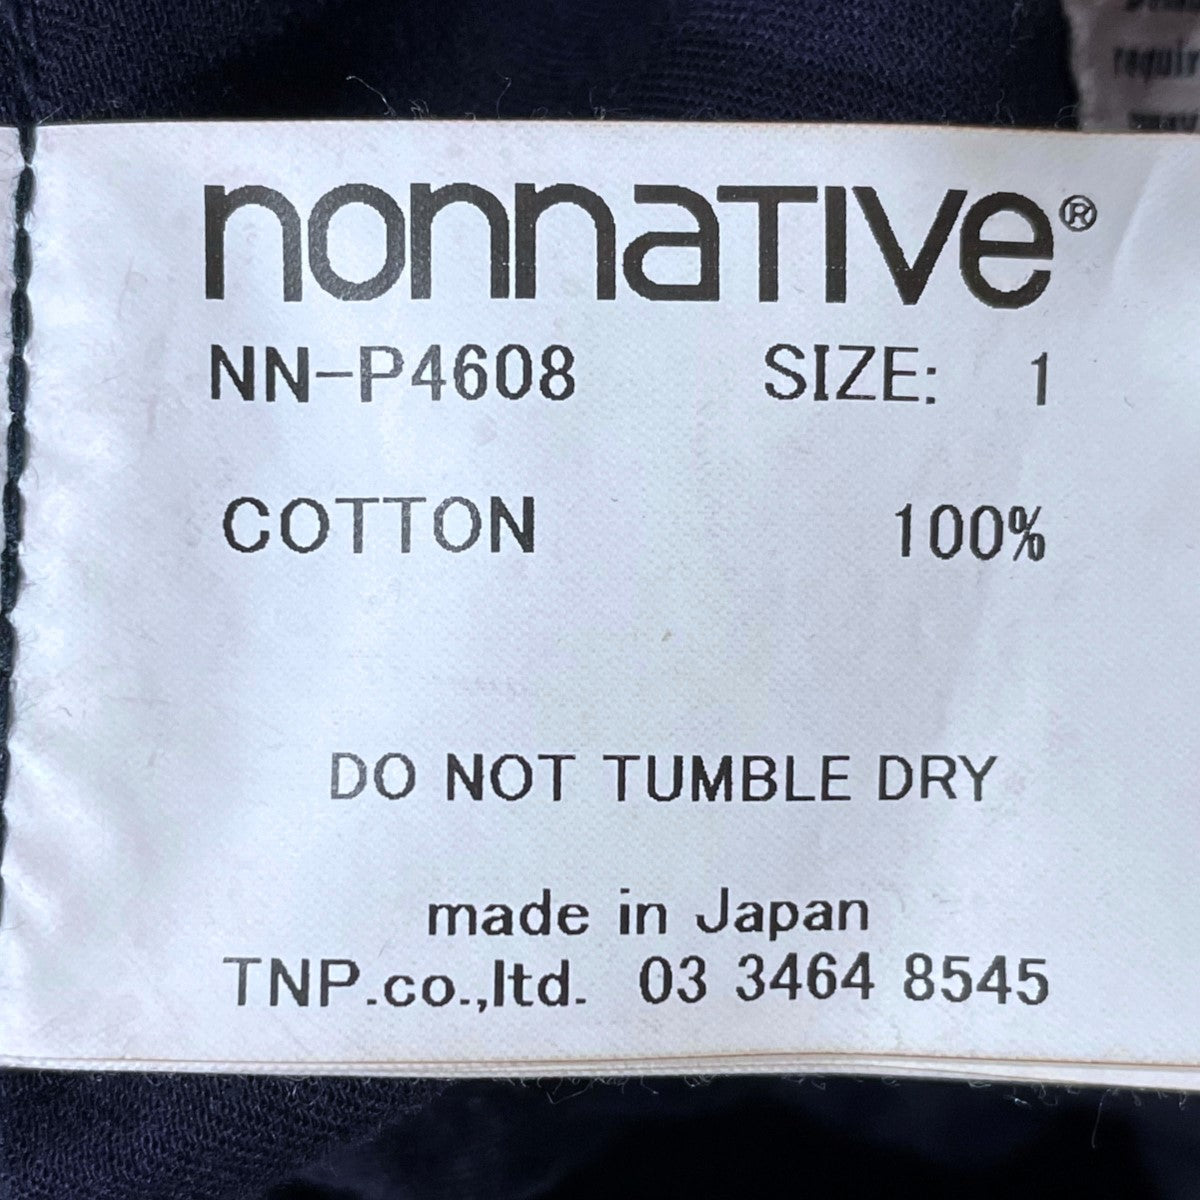 nonnaTIVe®
NN-P4608 SIZE: 1
COTTON 100%
DO NOT TUMBLE DRY
made in Japan
TNP.co.,ltd. 03 3464 8545